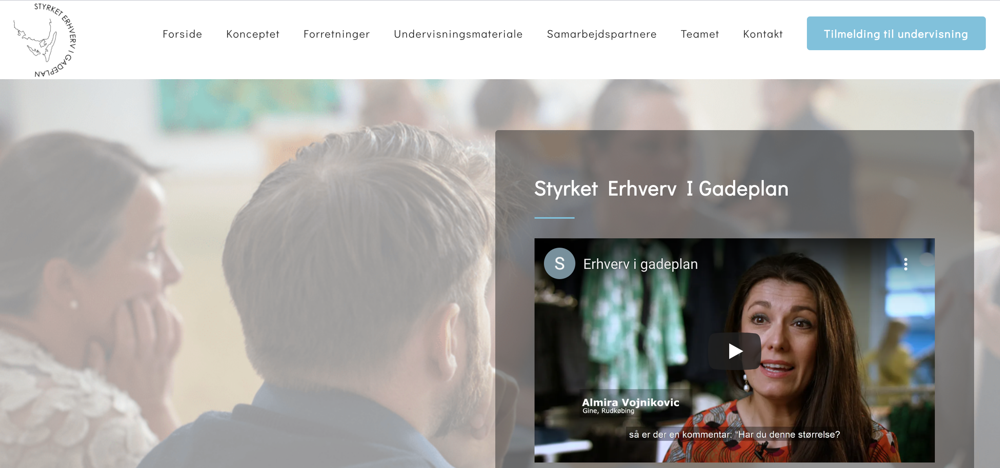 STYRKET ERHVERV I GADEPLAN
Forside Konceptet Forretninger Undervisningsmateriale Samarbejdspartnere Teamet Kontakt Tilmelding til undervisning
Styrket Erhverv I Gadeplan
S Erhverv i gadeplan
Almira Vojnikovic
Gine, Rudkøbing
så er der en kommentar: “Har du denne størrelse?